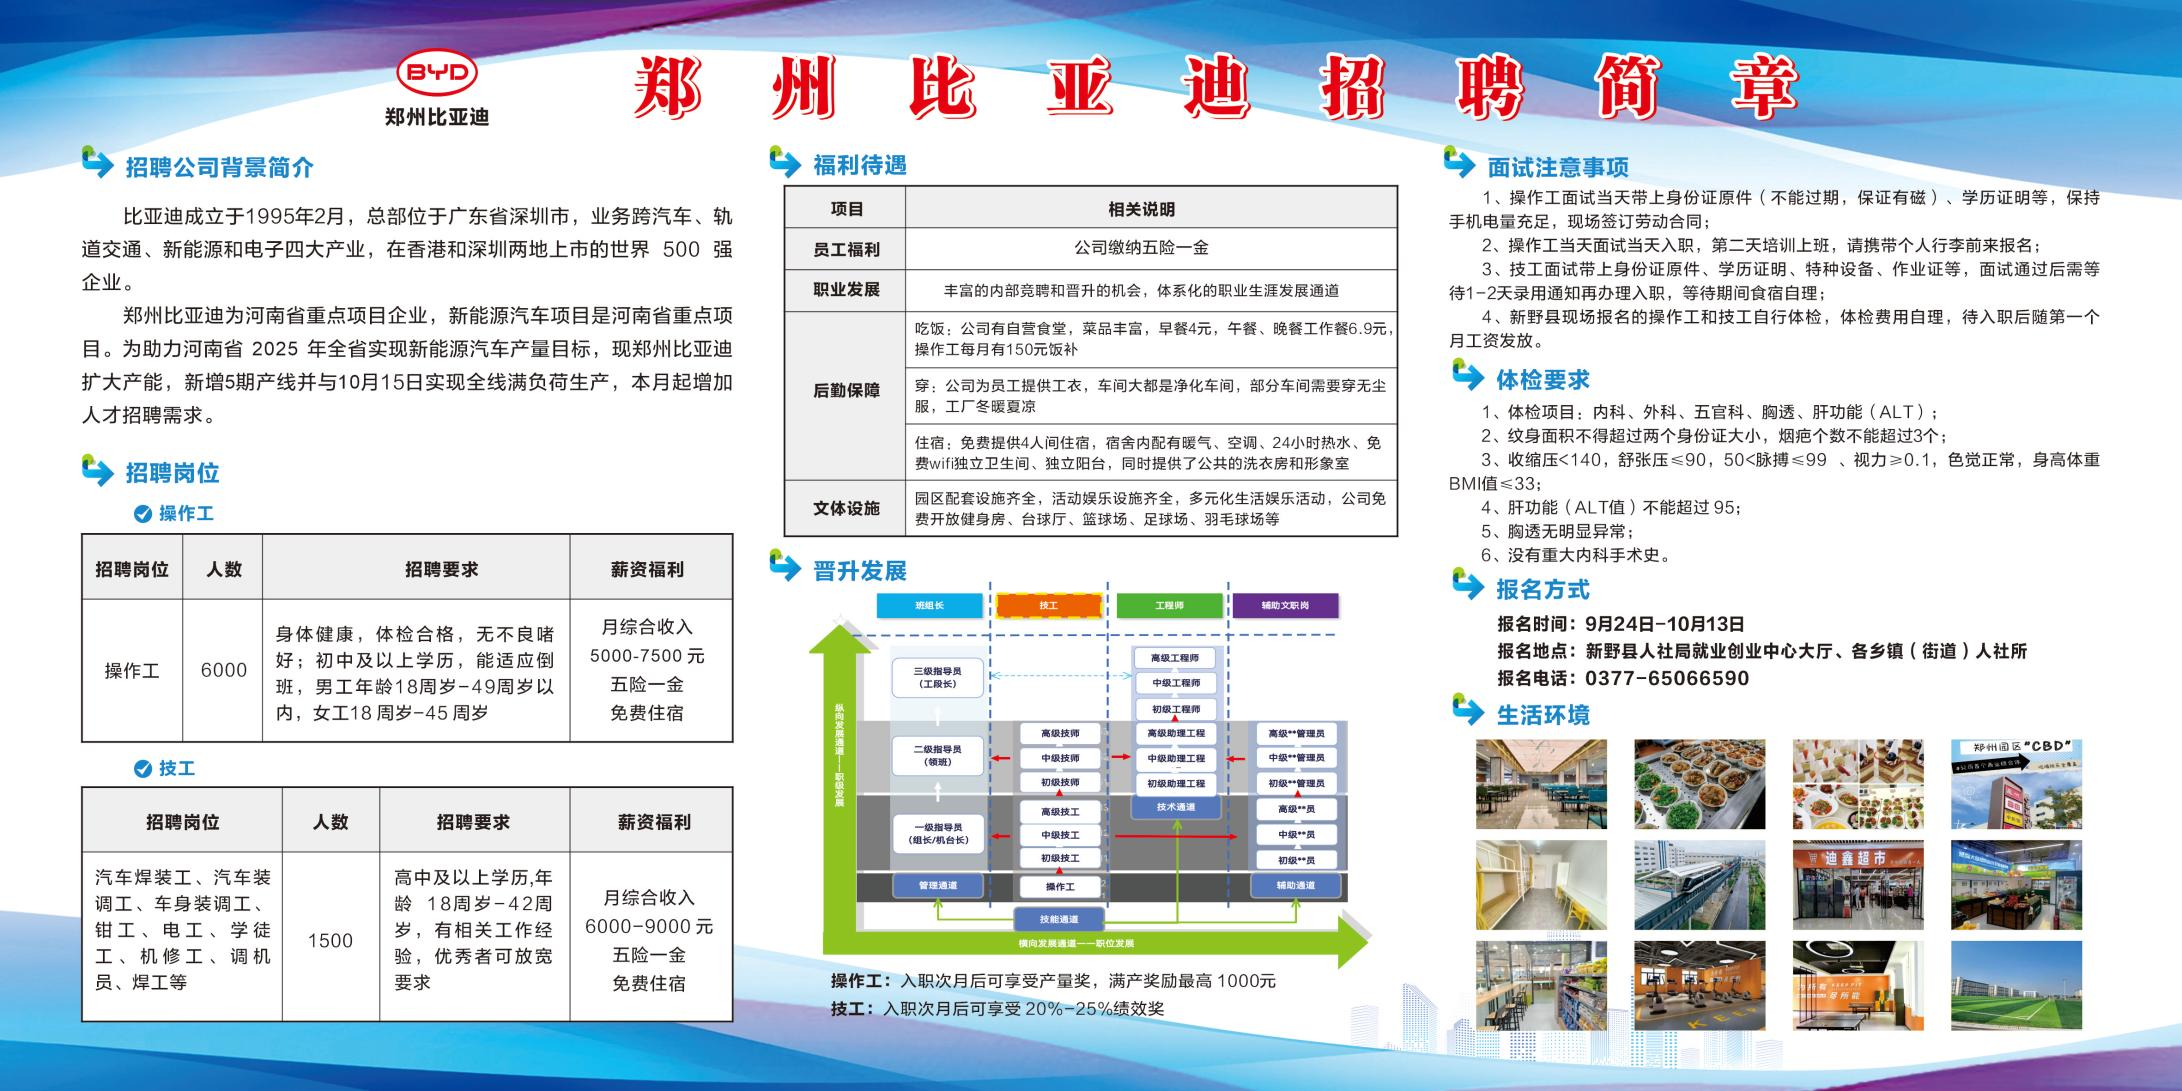 BYD
郑州比亚迪
郑州比亚迪招聘简章
招聘公司背景简介
比亚迪成立于1995年2月，总部位于广东省深圳市，业务跨汽车、轨
道交通、新能源和电子四大产业，在香港和深圳两地上市的世界 500 强
企业。
郑州比亚迪为河南省重点项目企业，新能源汽车项目是河南省重点项
目。为助力河南省 2025 年全省实现新能源汽车产量目标，现郑州比亚迪
扩大产能，新增5期产线并与10月15日实现全线满负荷生产，本月起增加
人才招聘需求。
招聘岗位
操作工
招聘岗位 人数 招聘要求 薪资福利
操作工
6000
身体健康，体检合格，无不良啫
好；初中及以上学历，能适应倒
班，男工年龄18周岁-49周岁以
内，女工18 周岁-45 周岁
月综合收入
5000-7500 元
五险一金
免费住宿
技工
招聘岗位 人数 招聘要求 薪资福利
汽车焊装工、汽车装
调工、车身装调工、
钳工、电工、学徒
工、机修工、调机
员、焊工等
1500
高中及以上学历,年
龄 18周岁-42周
岁，有相关工作经
验，优秀者可放宽
要求
月综合收入
6000-9000 元
五险一金
免费住宿
福利待遇
项目 相关说明
员工福利 公司缴纳五险一金
职业发展 丰富的内部竞聘和晋升的机会，体系化的职业生涯发展通道
后勤保障
吃饭：公司有自营食堂，菜品丰富，早餐4元，午餐、晚餐工作餐6.9元，
操作工每月有150元饭补
穿：公司为员工提供工衣，车间大都是净化车间，部分车间需要穿无尘
服，工厂冬暖夏凉
住宿：免费提供4人间住宿，宿舍内配有暖气、空调、24小时热水、免
费wifi独立卫生间、独立阳台，同时提供了公共的洗衣房和形象室
文体设施
园区配套设施齐全，活动娱乐设施齐全，多元化生活娱乐活动，公司免
费开放健身房、台球厅、篮球场、足球场、羽毛球场等
晋升发展
班组长 技工 工程师 辅助文职岗
纵向发展通道——职级发展
三级指导员
（工段长）
二级指导员
（领班）
一级指导员
（组长/机台长）
管理通道
高级技师
中级技师
初级技师
高级技工
中级技工
初级技工
操作工
技能通道
高级工程师
中级工程师
初级工程师
高级助理工程
中级助理工程
初级助理工程
技术通道
高级**管理员
中级**管理员
初级**管理员
高级**员
中级**员
初级**员
辅助通道
横向发展通道——职位发展
操作工：入职次月后可享受产量奖，满产奖励最高 1000元
技工：入职次月后可享受 20%-25%绩效奖
面试注意事项
1、操作工面试当天带上身份证原件（不能过期，保证有磁）、学历证明等，保持
手机电量充足，现场签订劳动合同；
2、操作工当天面试当天入职，第二天培训上班，请携带个人行李前来报名；
3、技工面试带上身份证原件、学历证明、特种设备、作业证等，面试通过后需等
待1-2天录用通知再办理入职，等待期间食宿自理；
4、新野县现场报名的操作工和技工自行体检，体检费用自理，待入职后随第一个
月工资发放。
体检要求
1、体检项目：内科、外科、五官科、胸透、肝功能（ALT）；
2、纹身面积不得超过两个身份证大小，烟疤个数不能超过3个；
3、收缩压<140，舒张压≤90，50<脉搏≤99 、视力≥0.1，色觉正常，身高体重
BMI值≤33；
4、肝功能（ALT值）不能超过 95；
5、胸透无明显异常；
6、没有重大内科手术史。
报名方式
报名时间：9月24日-10月13日
报名地点：新野县人社局就业创业中心大厅、各乡镇（街道）人社所
报名电话：0377-65066590
生活环境
郑州园区"CBD"
迪鑫超市
尽所能